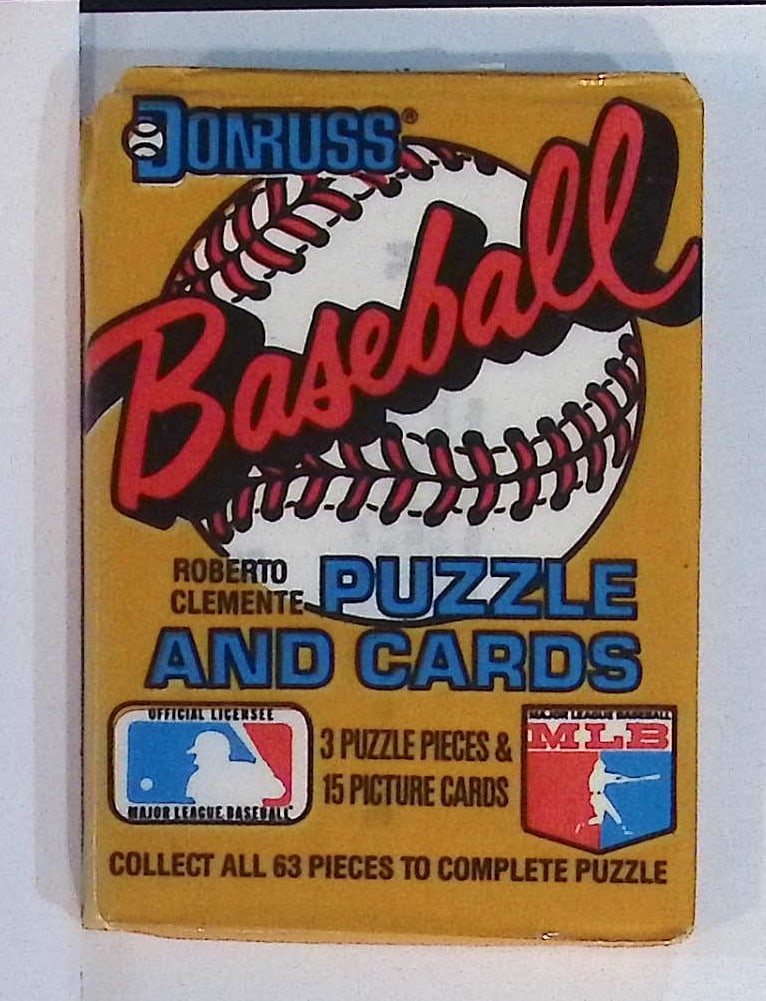 DONRUSS®
Baseball
ROBERTO
CLEMENTE
PUZZLE
AND CARDS
OFFICIAL LICENSEE
MAJOR LEAGUE BASEBALL
3 PUZZLE PIECES &
15 PICTURE CARDS
MAJOR LEAGUE BASEBALL
MLB
COLLECT ALL 63 PIECES TO COMPLETE PUZZLE